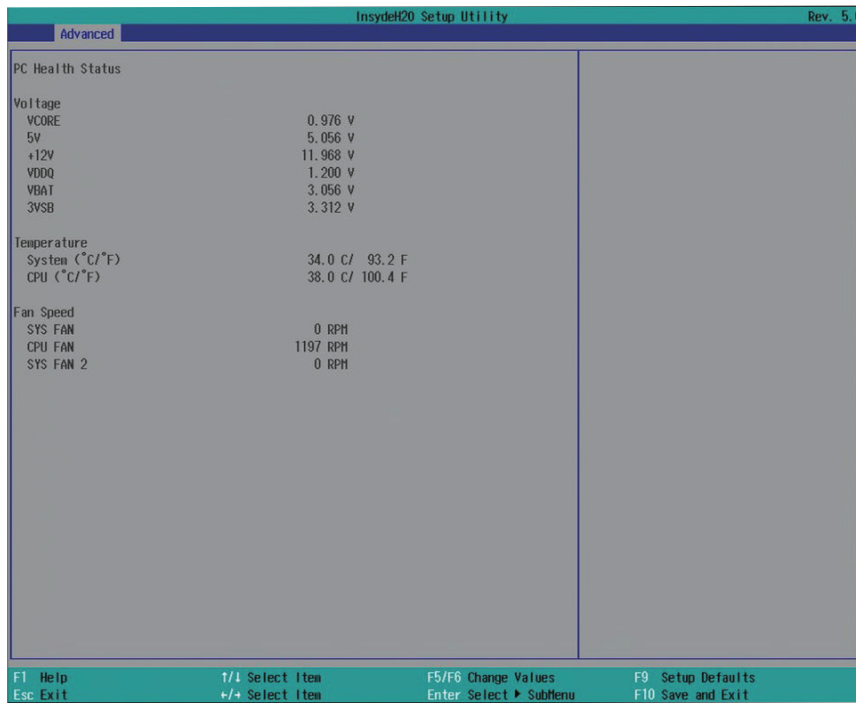 InsydeH20 Setup Utility Rev. 5.
Advanced
PC Health Status
Voltage
VCORE 0.976 V
5V 5.056 V
+12V 11.968 V
VDDQ 1.200 V
VBAT 3.056 V
3VSB 3.312 V
Temperature
System (°C/°F) 34.0 C/ 93.2 F
CPU (°C/°F) 38.0 C/ 100.4 F
Fan Speed
SYS FAN 0 RPM
CPU FAN 1197 RPM
SYS FAN 2 0 RPM
F1 Help ↑/↓ Select Item F5/F6 Change Values F9 Setup Defaults
Esc Exit ←/→ Select Item Enter Select ▶ SubMenu F10 Save and Exit